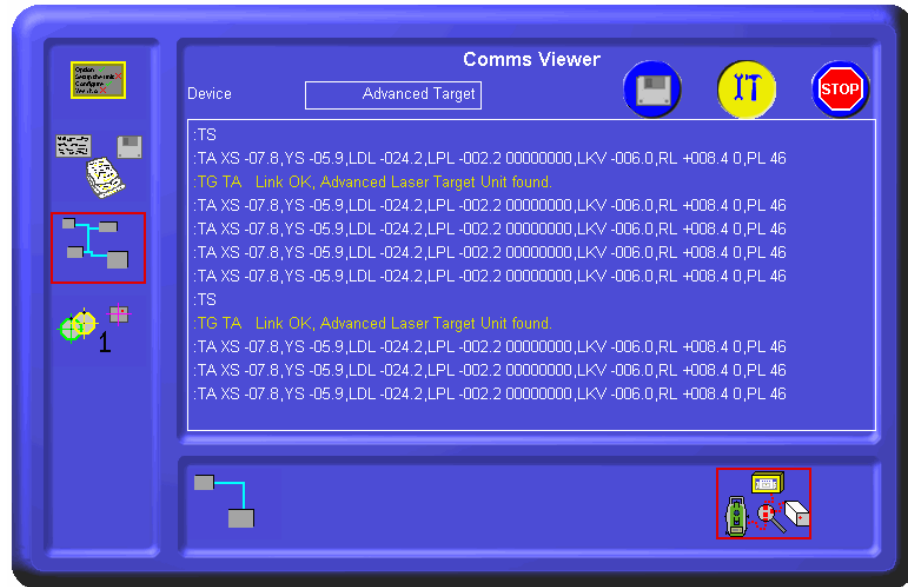 Option
Setup the unit
Configure
Comms Viewer
Device
Advanced Target
STOP
:TS
:TA XS -07.8,YS -05.9,LDL -024.2,LPL -002.2 00000000,LKV -006.0,RL +008.4 0,PL 46
:TG TA   Link OK, Advanced Laser Target Unit found.
:TA XS -07.8,YS -05.9,LDL -024.2,LPL -002.2 00000000,LKV -006.0,RL +008.4 0,PL 46
:TA XS -07.8,YS -05.9,LDL -024.2,LPL -002.2 00000000,LKV -006.0,RL +008.4 0,PL 46
:TA XS -07.8,YS -05.9,LDL -024.2,LPL -002.2 00000000,LKV -006.0,RL +008.4 0,PL 46
:TA XS -07.8,YS -05.9,LDL -024.2,LPL -002.2 00000000,LKV -006.0,RL +008.4 0,PL 46
:TS
:TG TA   Link OK, Advanced Laser Target Unit found.
:TA XS -07.8,YS -05.9,LDL -024.2,LPL -002.2 00000000,LKV -006.0,RL +008.4 0,PL 46
:TA XS -07.8,YS -05.9,LDL -024.2,LPL -002.2 00000000,LKV -006.0,RL +008.4 0,PL 46
:TA XS -07.8,YS -05.9,LDL -024.2,LPL -002.2 00000000,LKV -006.0,RL +008.4 0,PL 46
1